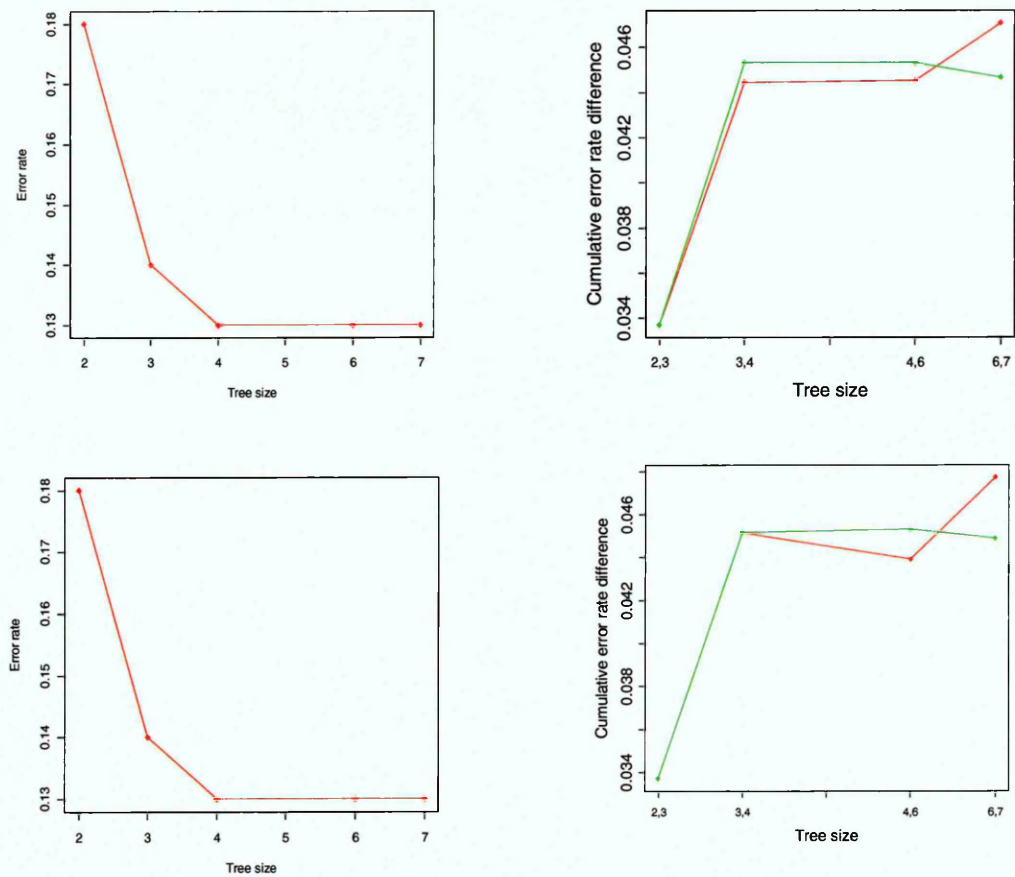 0.18
0.17
0.16
0.15
0.14
0.13
Error rate
2 3 4 5 6 7
Tree size
0.046
0.042
0.038
0.034
Cumulative error rate difference
2,3 3,4 4,6 6,7
Tree size
0.18
0.17
0.16
0.15
0.14
0.13
Error rate
2 3 4 5 6 7
Tree size
0.046
0.042
0.038
0.034
Cumulative error rate difference
2,3 3,4 4,6 6,7
Tree size